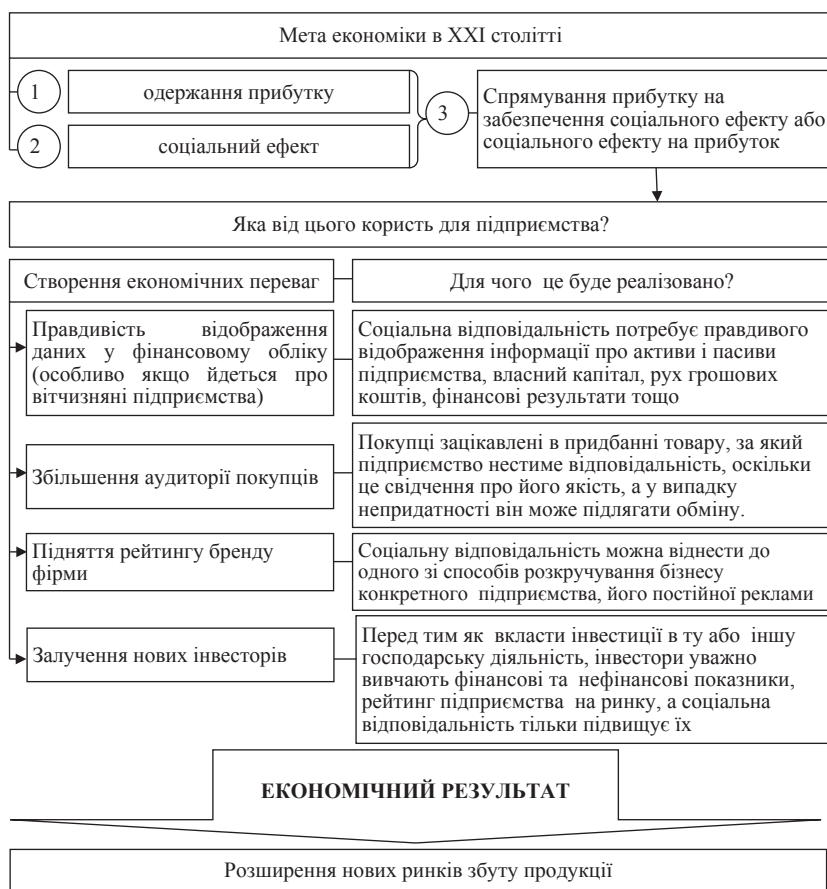 Мета економіки в XXI столітті
1
одержання прибутку
2
соціальний ефект
3
Спрямування прибутку на
забезпечення соціального ефекту або
соціального ефекту на прибуток
Яка від цього користь для підприємства?
Створення економічних переваг
Для чого це буде реалізовано?
Правдивість відображення
даних у фінансовому обліку
(особливо якщо йдеться про
вітчизняні підприємства)
Соціальна відповідальність потребує правдивого
відображення інформації про активи і пасиви
підприємства, власний капітал, рух грошових
коштів, фінансові результати тощо
Збільшення аудиторії покупців
Покупці зацікавлені в придбанні товару, за який
підприємство нестиме відповідальність, оскільки
це свідчення про його якість, а у випадку
непридатності він може підлягати обміну.
Підняття рейтингу бренду
фірми
Соціальну відповідальність можна віднести до
одного зі способів розкручування бізнесу
конкретного підприємства, його постійної реклами
Залучення нових інвесторів
Перед тим як вкласти інвестиції в ту або іншу
господарську діяльність, інвестори уважно
вивчають фінансові та нефінансові показники,
рейтинг підприємства на ринку, а соціальна
відповідальність тільки підвищує їх
ЕКОНОМІЧНИЙ РЕЗУЛЬТАТ
Розширення нових ринків збуту продукції